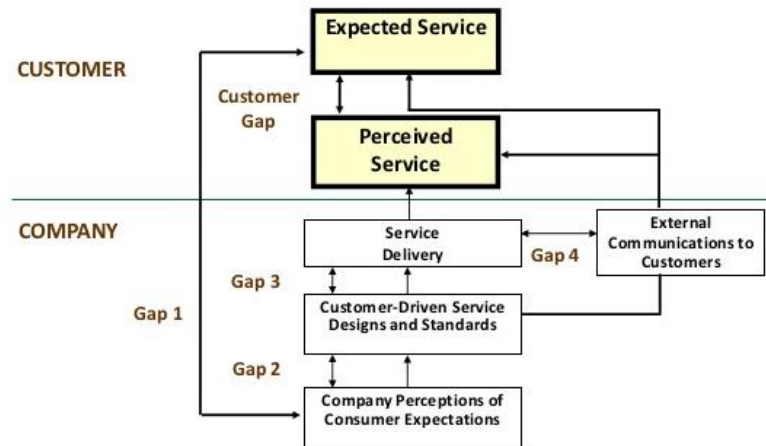 Expected Service
CUSTOMER
Customer
Gap
Perceived
Service
COMPANY
Service
Delivery
Gap 4
External
Communications to
Customers
Gap 3
Gap 1
Customer-Driven Service
Designs and Standards
Gap 2
Company Perceptions of
Consumer Expectations